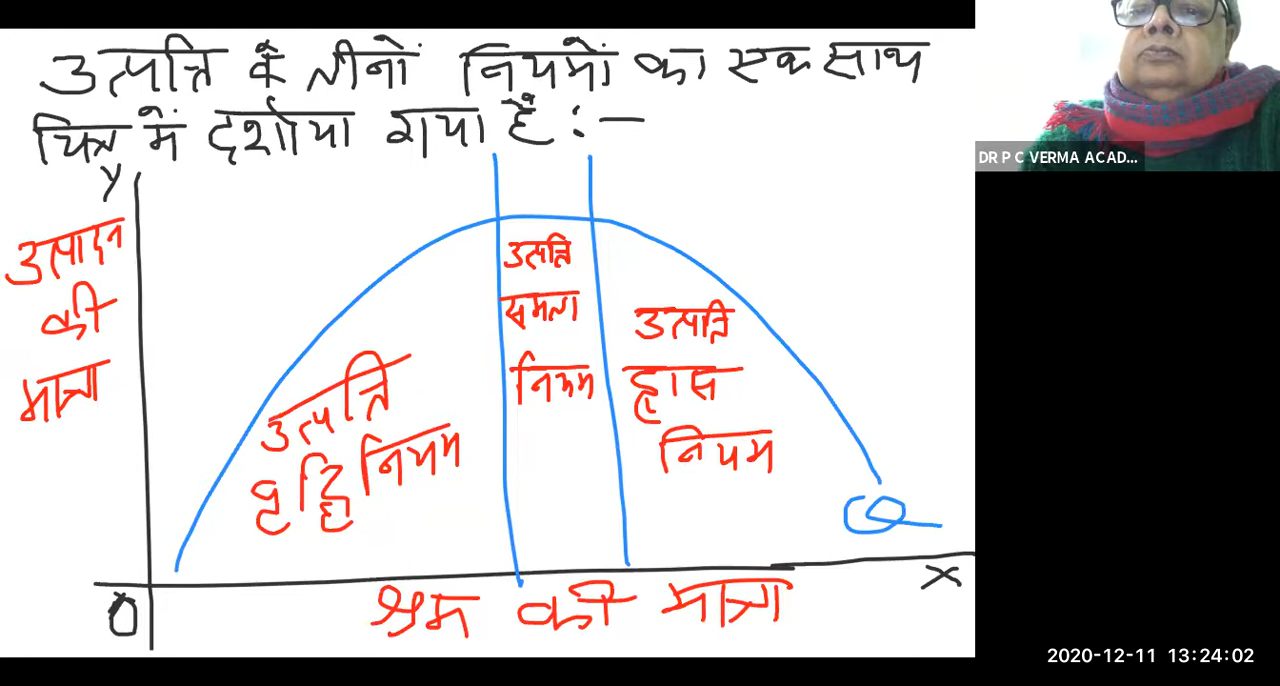 उत्पत्ति के तीनों नियमों का एक साथ
चित्र में दर्शाया गया है :-
Y
उत्पादन
की
मात्रा
उत्पत्ति
वृद्धि नियम
उत्पत्ति
समता
नियम
उत्पत्ति
ह्रास
नियम
Q
X
O
श्रम की मात्रा
DR P C VERMA ACAD...
2020-12-11 13:24:02